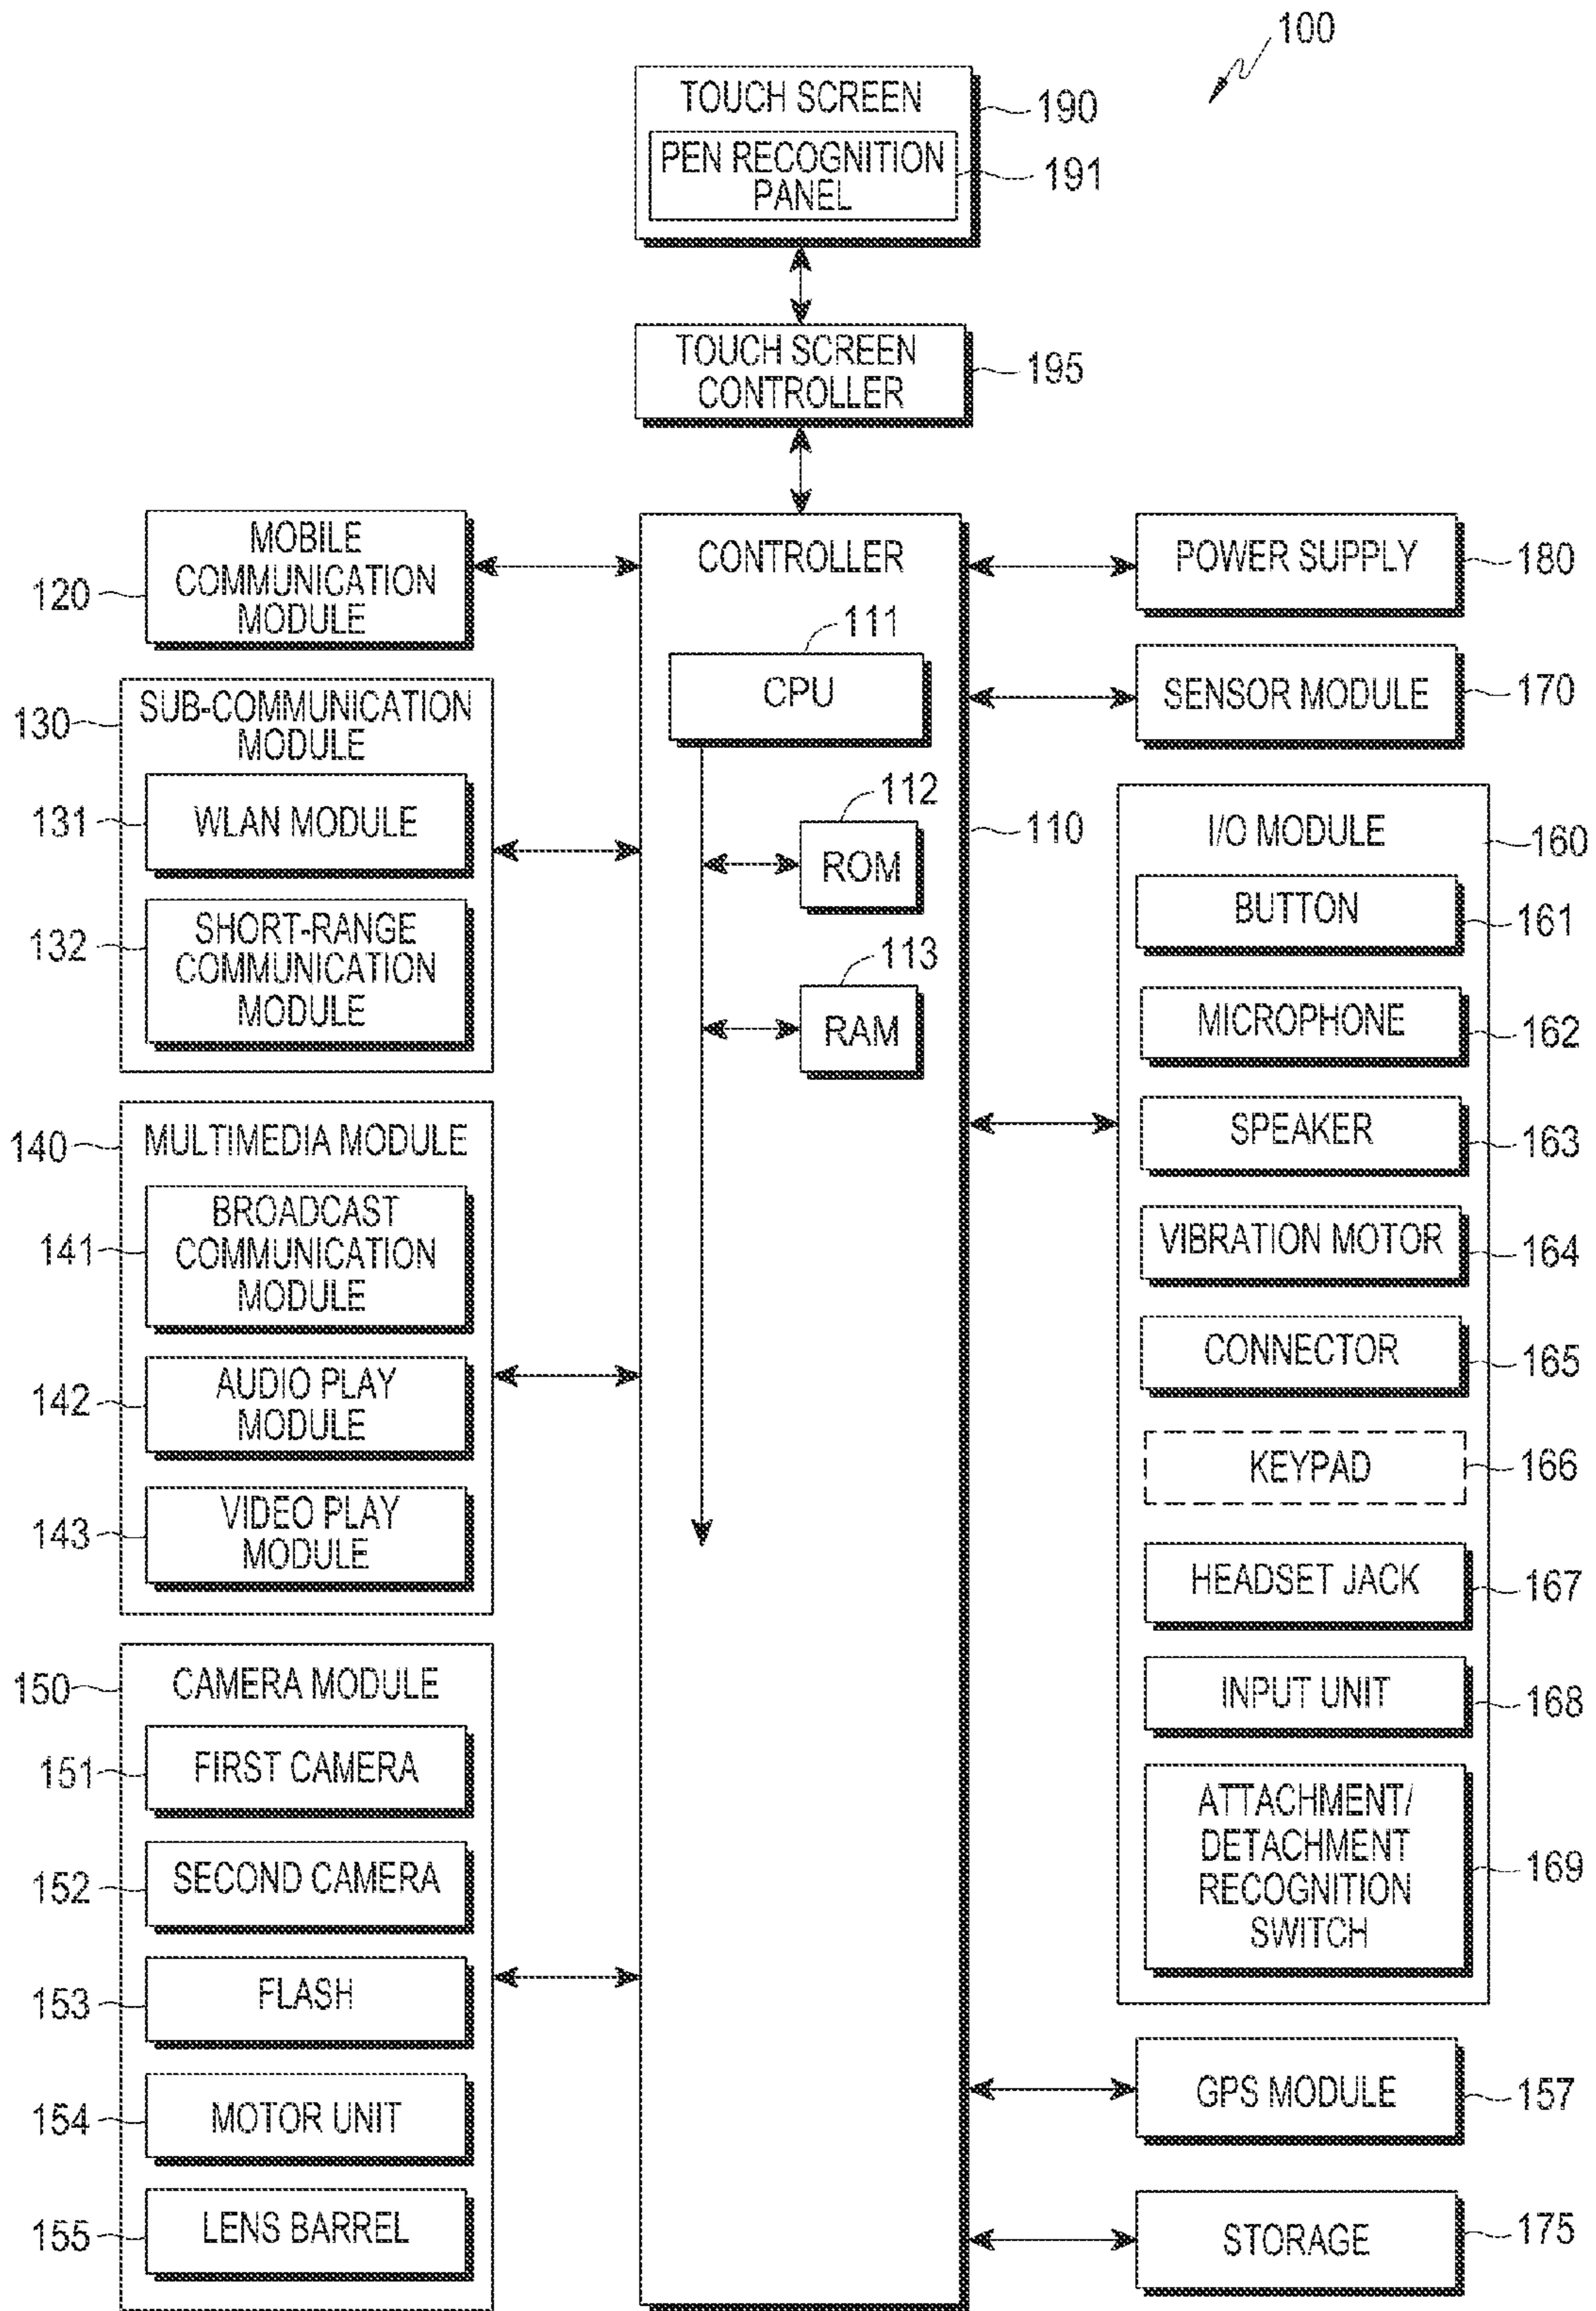 100
TOUCH SCREEN
190
PEN RECOGNITION
PANEL
191
TOUCH SCREEN
CONTROLLER
195
MOBILE
COMMUNICATION
MODULE
120
SUB-COMMUNICATION
MODULE
130
WLAN MODULE
131
SHORT-RANGE
COMMUNICATION
MODULE
132
MULTIMEDIA MODULE
140
BROADCAST
COMMUNICATION
MODULE
141
AUDIO PLAY
MODULE
142
VIDEO PLAY
MODULE
143
CAMERA MODULE
150
FIRST CAMERA
151
SECOND CAMERA
152
FLASH
153
MOTOR UNIT
154
LENS BARREL
155
CONTROLLER
110
111
CPU
112
ROM
113
RAM
POWER SUPPLY
180
SENSOR MODULE
170
I/O MODULE
160
BUTTON
161
MICROPHONE
162
SPEAKER
163
VIBRATION MOTOR
164
CONNECTOR
165
KEYPAD
166
HEADSET JACK
167
INPUT UNIT
168
ATTACHMENT/
DETACHMENT
RECOGNITION
SWITCH
169
GPS MODULE
157
STORAGE
175